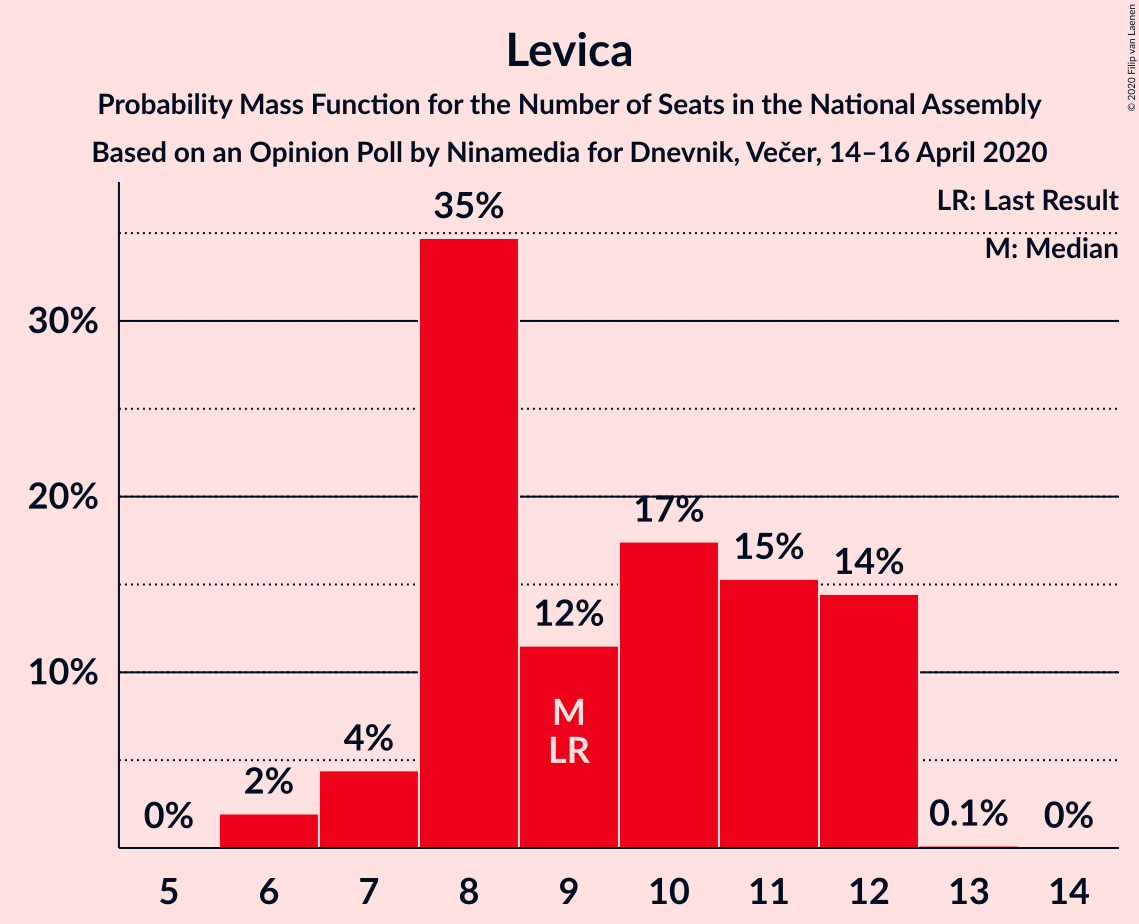 Levica
Probability Mass Function for the Number of Seats in the National Assembly
Based on an Opinion Poll by Ninamedia for Dnevnik, Večer, 14–16 April 2020
© 2020 Filip van Laenen
LR: Last Result
M: Median
30%
20%
10%
0%
2%
4%
35%
12%
17%
15%
14%
0.1%
0%
M
LR
5 6 7 8 9 10 11 12 13 14